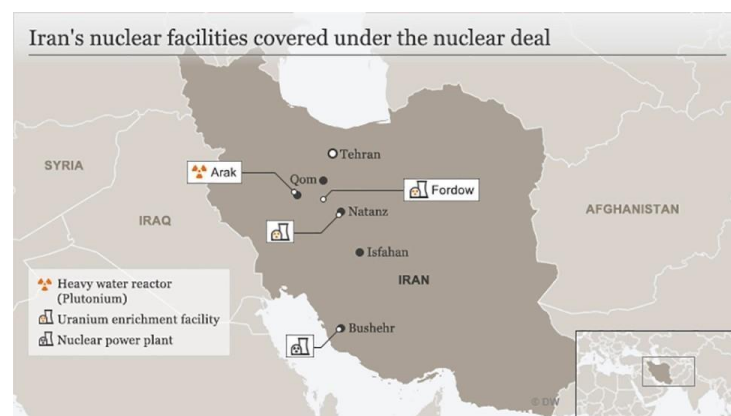 Iran's nuclear facilities covered under the nuclear deal
Tehran
SYRIA
Arak
Qom
Fordow
AFGHANISTAN
IRAQ
Natanz
Isfahan
IRAN
Heavy water reactor
(Plutonium)
Uranium enrichment facility
Nuclear power plant
Bushehr
© DW